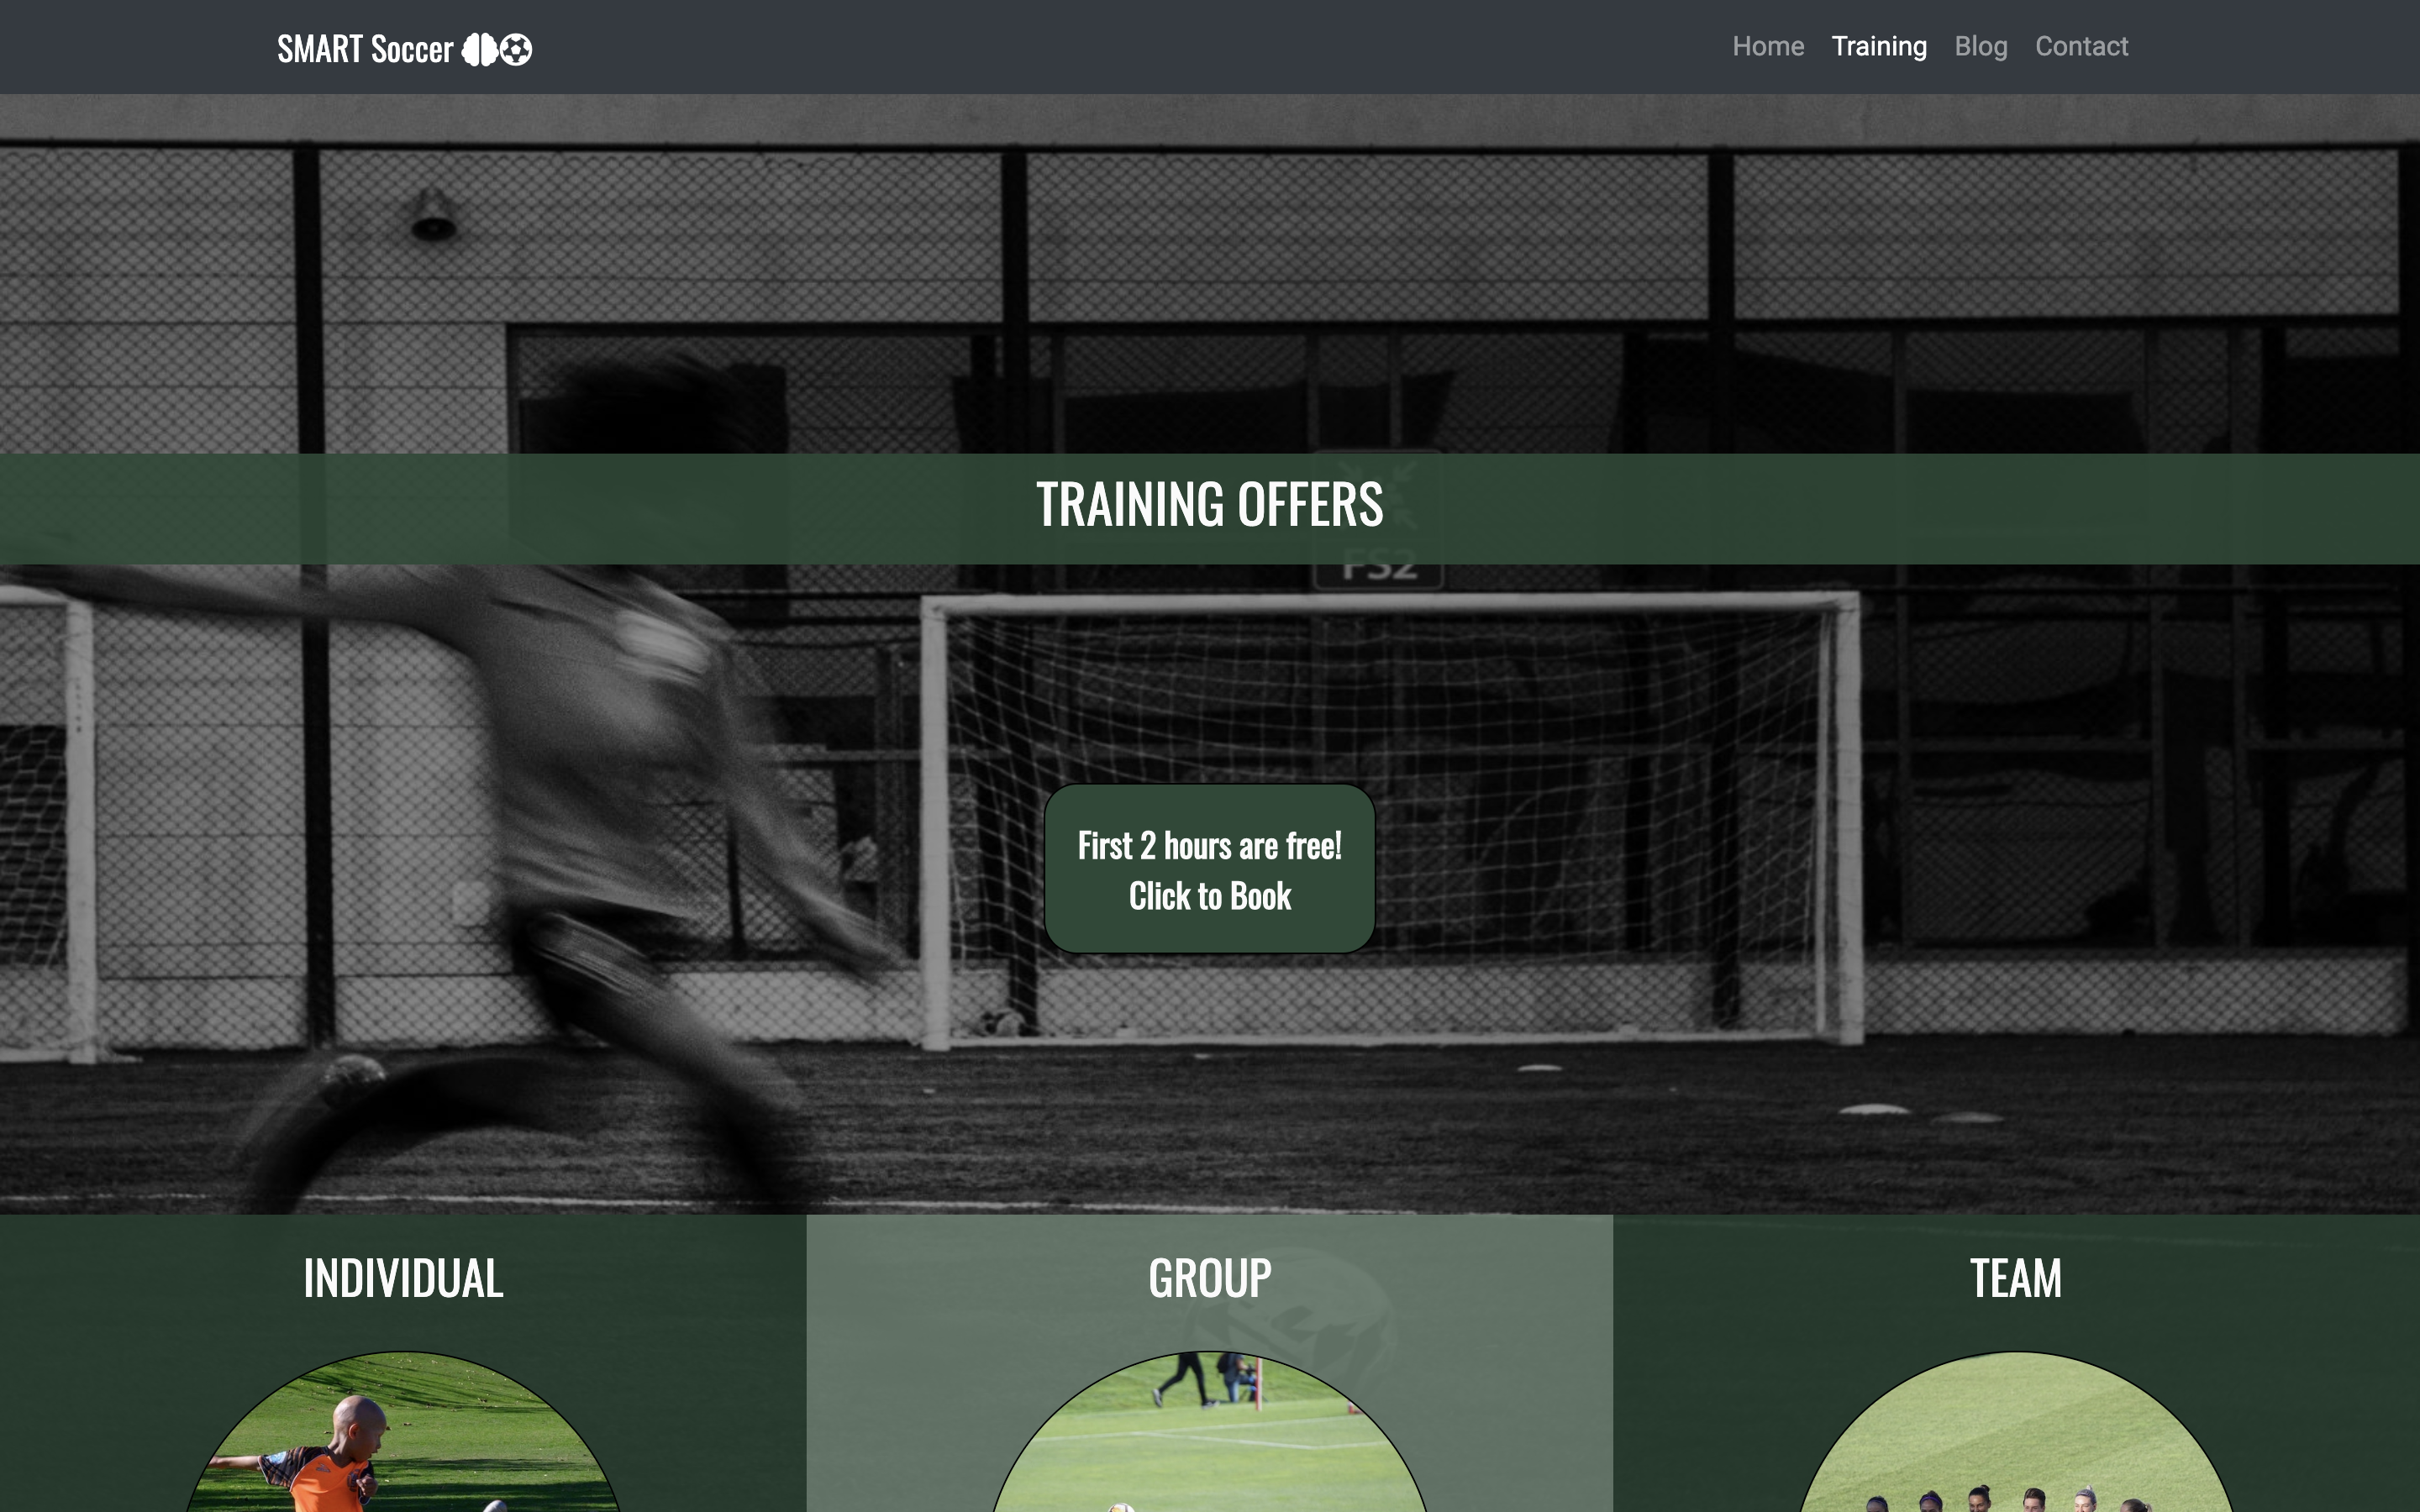 SMART Soccer
Home Training Blog Contact
TRAINING OFFERS
FS2
First 2 hours are free!
Click to Book
INDIVIDUAL
GROUP
TEAM